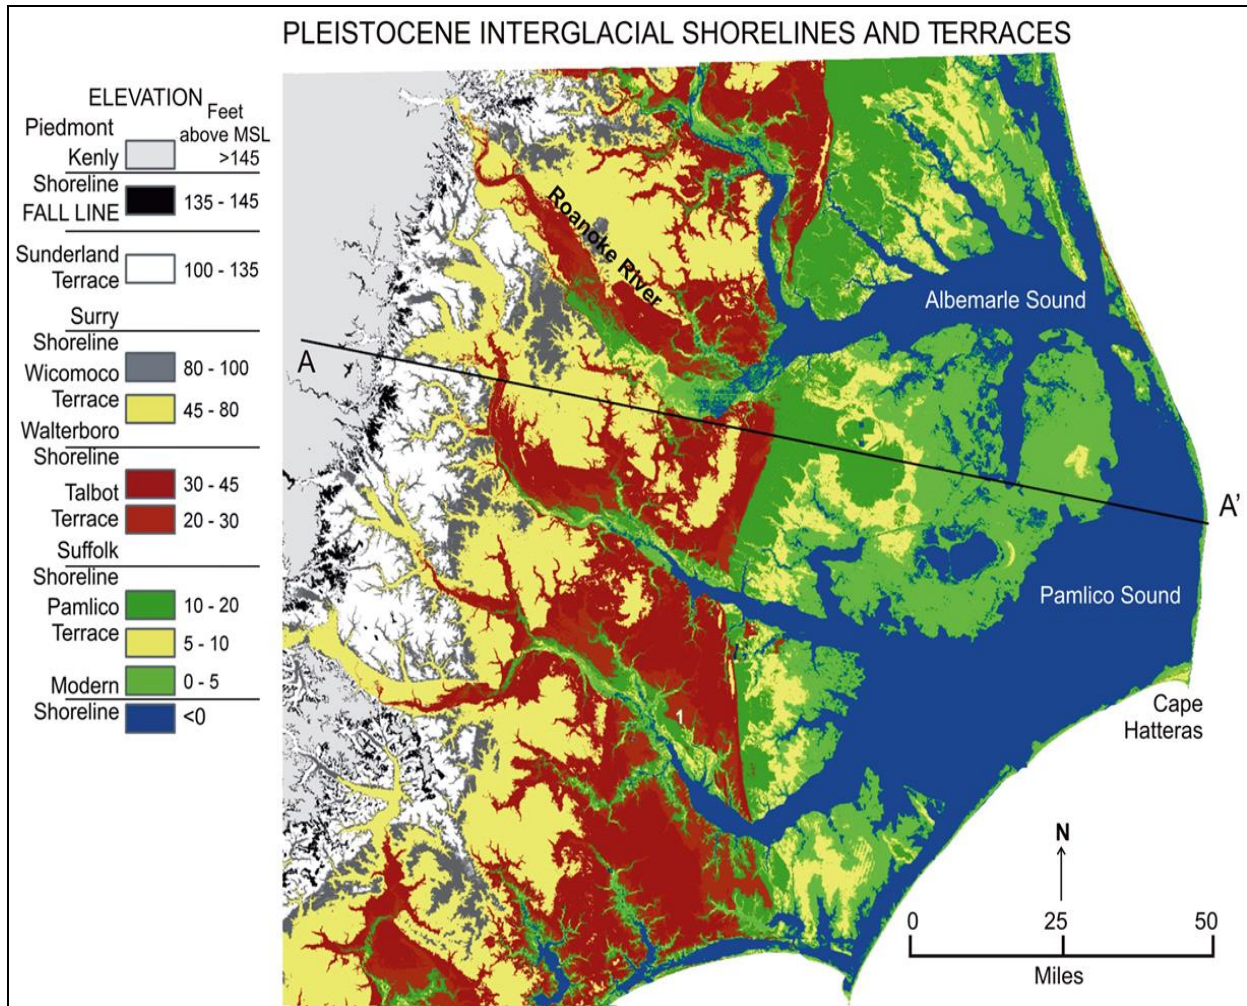 PLEISTOCENE INTERGLACIAL SHORELINES AND TERRACES
ELEVATION
Feet
above MSL
Piedmont
Kenly
>145
Shoreline
FALL LINE
135 - 145
Sunderland
Terrace
100 - 135
Surry
Shoreline
Wicomoco
80 - 100
Terrace
45 - 80
Walterboro
Shoreline
Talbot
30 - 45
Terrace
20 - 30
Suffolk
Shoreline
Pamlico
10 - 20
Terrace
5 - 10
Modern
0 - 5
Shoreline
<0
Roanoke River
Albemarle Sound
A
A'
Pamlico Sound
Cape
Hatteras
1
N
0 25 50
Miles